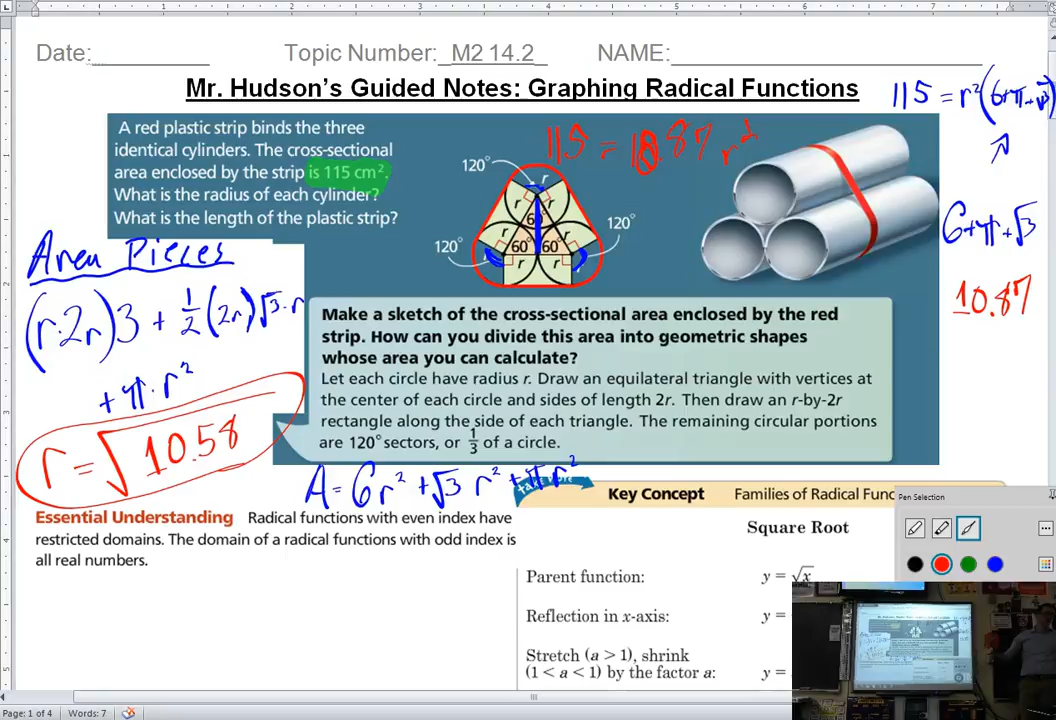 Date:____________ Topic Number:_M2 14.2_ NAME:______________________________
Mr. Hudson's Guided Notes: Graphing Radical Functions
115 = r²(6+π+√3)
A red plastic strip binds the three
identical cylinders. The cross-sectional
area enclosed by the strip is 115 cm².
What is the radius of each cylinder?
What is the length of the plastic strip?
115 = 10.87 r²
120°
r
r
r
60°
r
r
120°
120°
60°
60°
r
r
6+π+√3
10.87
Area Pieces
(r·2r)3 + ½(2r)√3·r
+ π·r²
r = √10.58
Make a sketch of the cross-sectional area enclosed by the red
strip. How can you divide this area into geometric shapes
whose area you can calculate?
Let each circle have radius r. Draw an equilateral triangle with vertices at
the center of each circle and sides of length 2r. Then draw an r-by-2r
rectangle along the side of each triangle. The remaining circular portions
are 120° sectors, or 1/3 of a circle.
A = 6r² + √3 r² + π r²
Key Concept Families of Radical Func
Pen Selection
Essential Understanding Radical functions with even index have
restricted domains. The domain of a radical functions with odd index is
all real numbers.
Square Root
Parent function: y = √x
Reflection in x-axis: y =
Stretch (a > 1), shrink
(1 < a < 1) by the factor a: y =
Page: 1 of 4 Words: 7